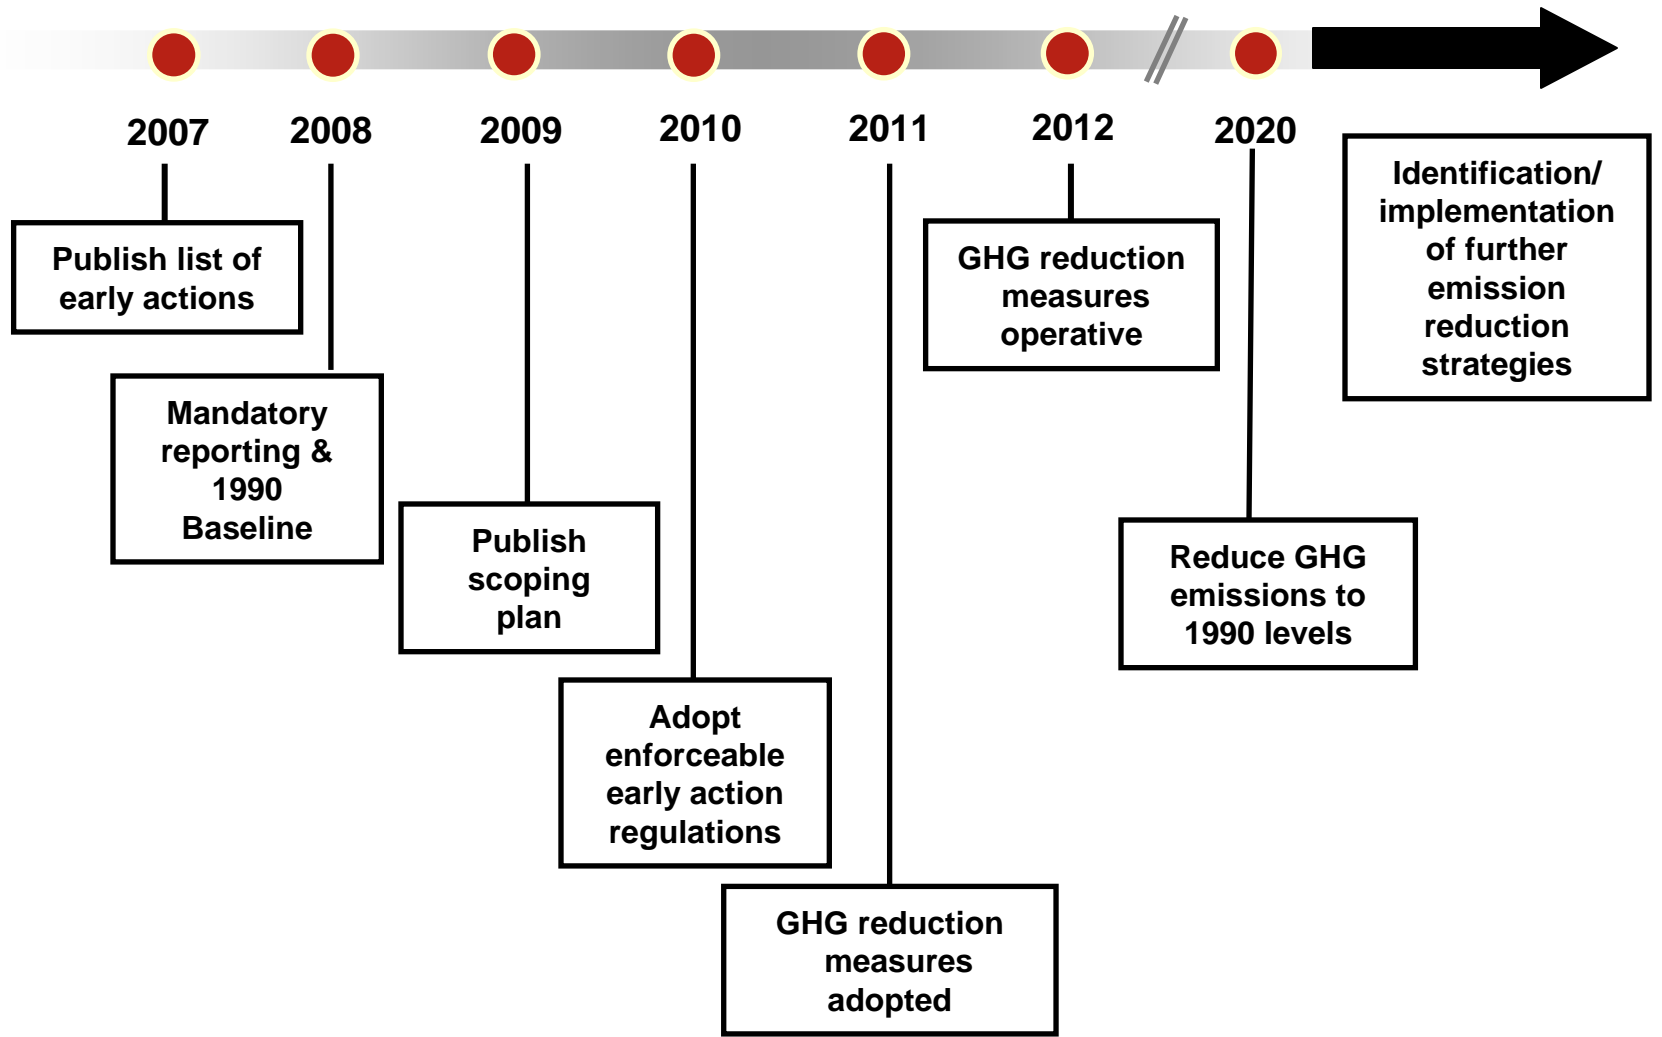 2007
2008
2009
2010
2011
2012
2020
Publish list of
early actions
Mandatory
reporting &
1990
Baseline
Publish
scoping
plan
Adopt
enforceable
early action
regulations
GHG reduction
measures
adopted
GHG reduction
measures
operative
Reduce GHG
emissions to
1990 levels
Identification/
implementation
of further
emission
reduction
strategies